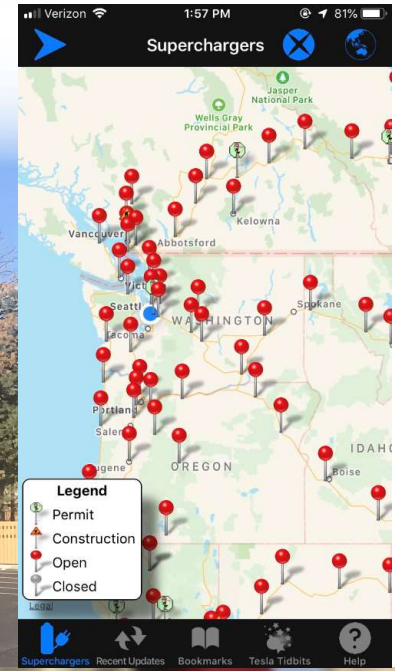 Verizon 1:57 PM 81%
Superchargers
Jasper
National Park
Wells Gray
Provincial Park
Kelowna
Vancouver
Abbotsford
Vict
Seattl
Spokane
WASHINGTON
Tacoma
Portland
Salem
IDAHO
Eugene
OREGON
Boise
Legend
Permit
Construction
Open
Closed
Legal
Superchargers Recent Updates Bookmarks Tesla Tidbits Help